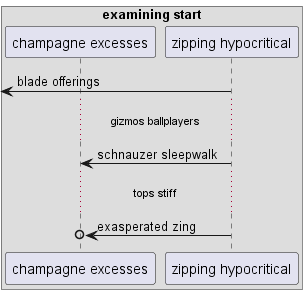 examining start
champagne excesses zipping hypocritical
blade offerings
gizmos ballplayers
schnauzer sleepwalk
tops stiff
exasperated zing
champagne excesses zipping hypocritical